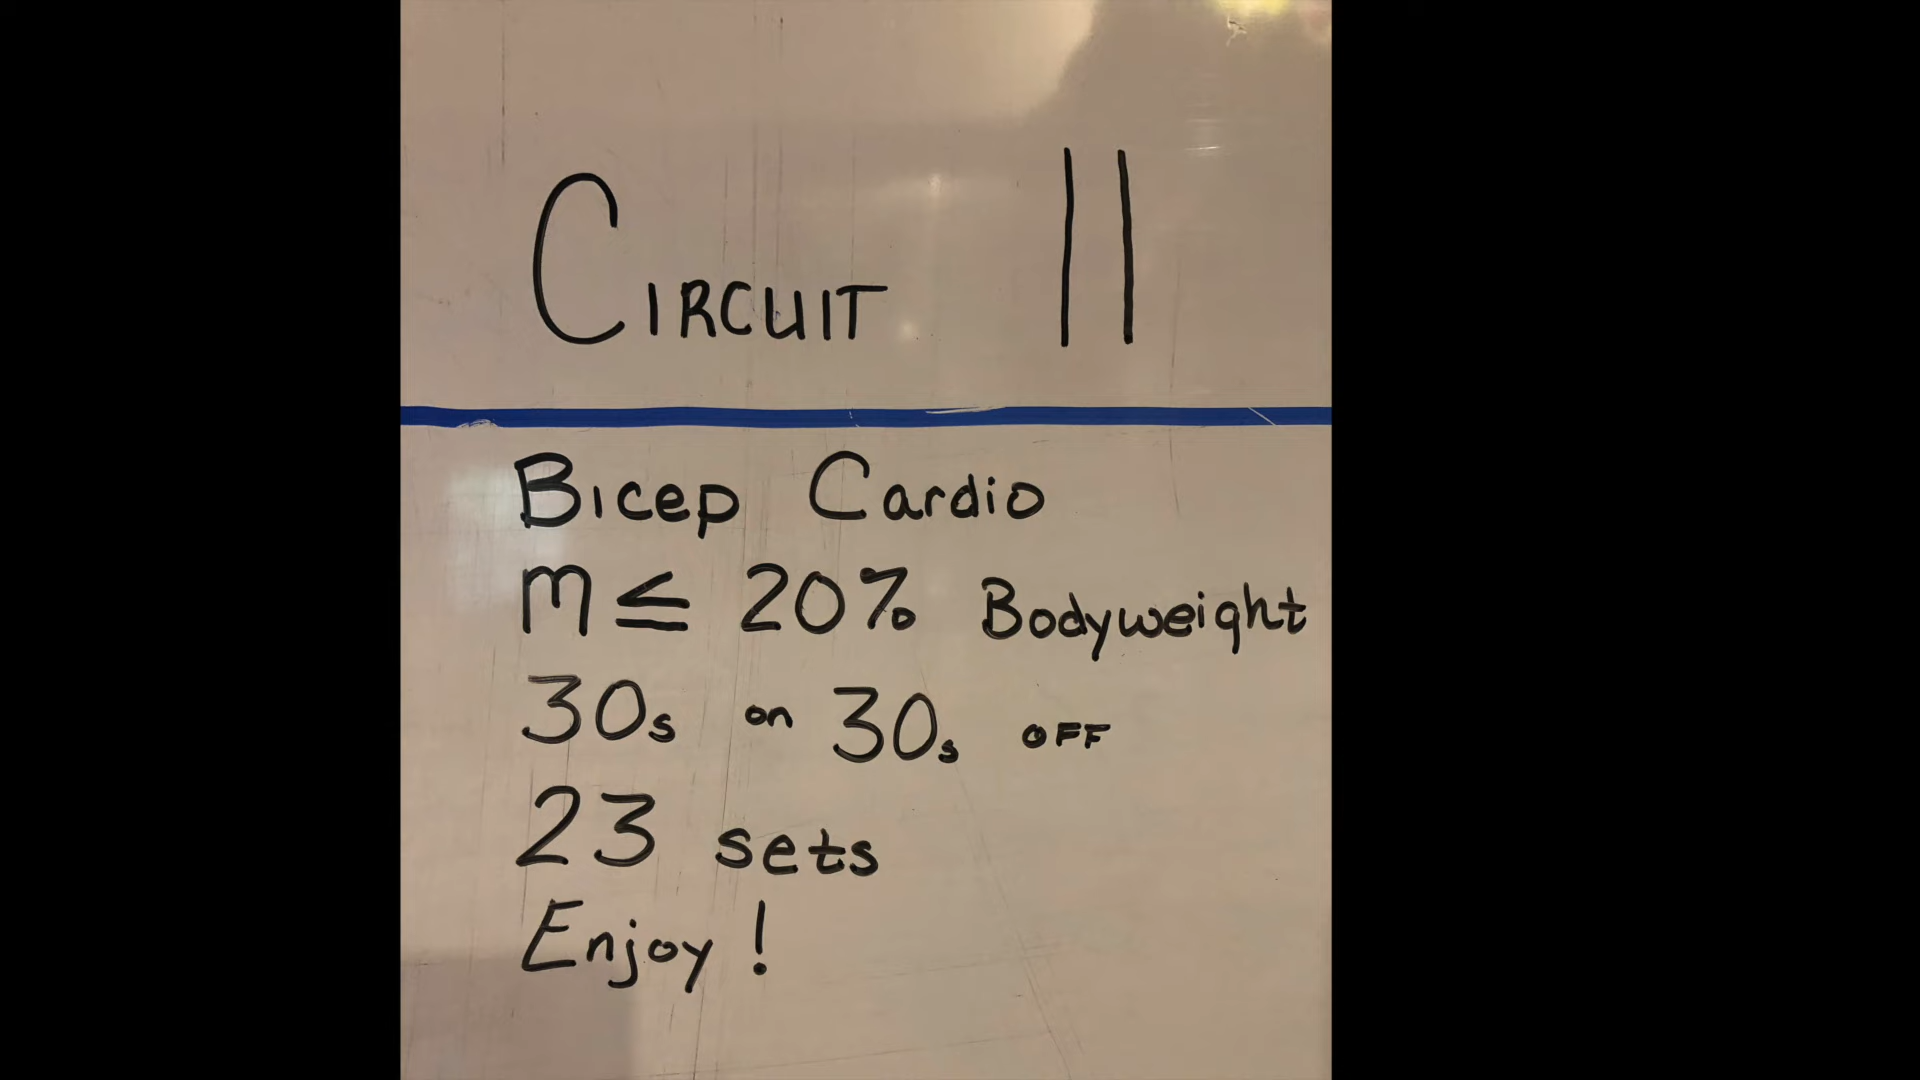 CIRCUIT 11
Bicep Cardio
m ≤ 20% Bodyweight
30s on 30s OFF
23 sets
Enjoy!